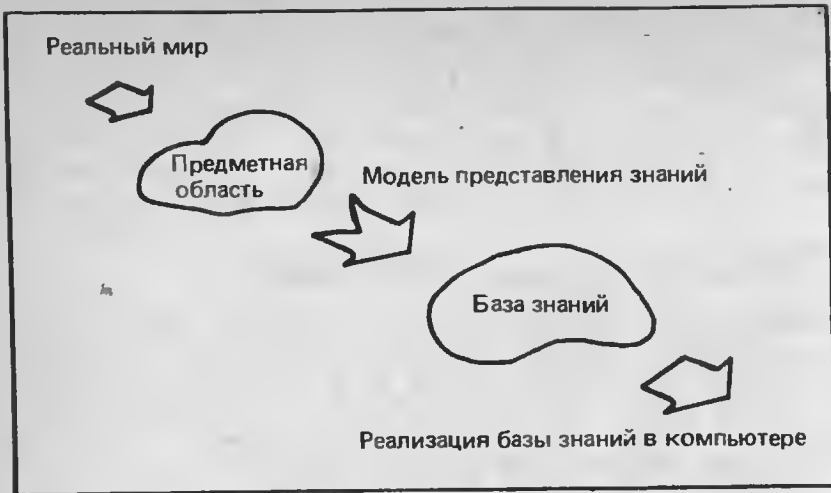 Реальный мир
Предметная
область
Модель представления знаний
База знаний
Реализация базы знаний в компьютере